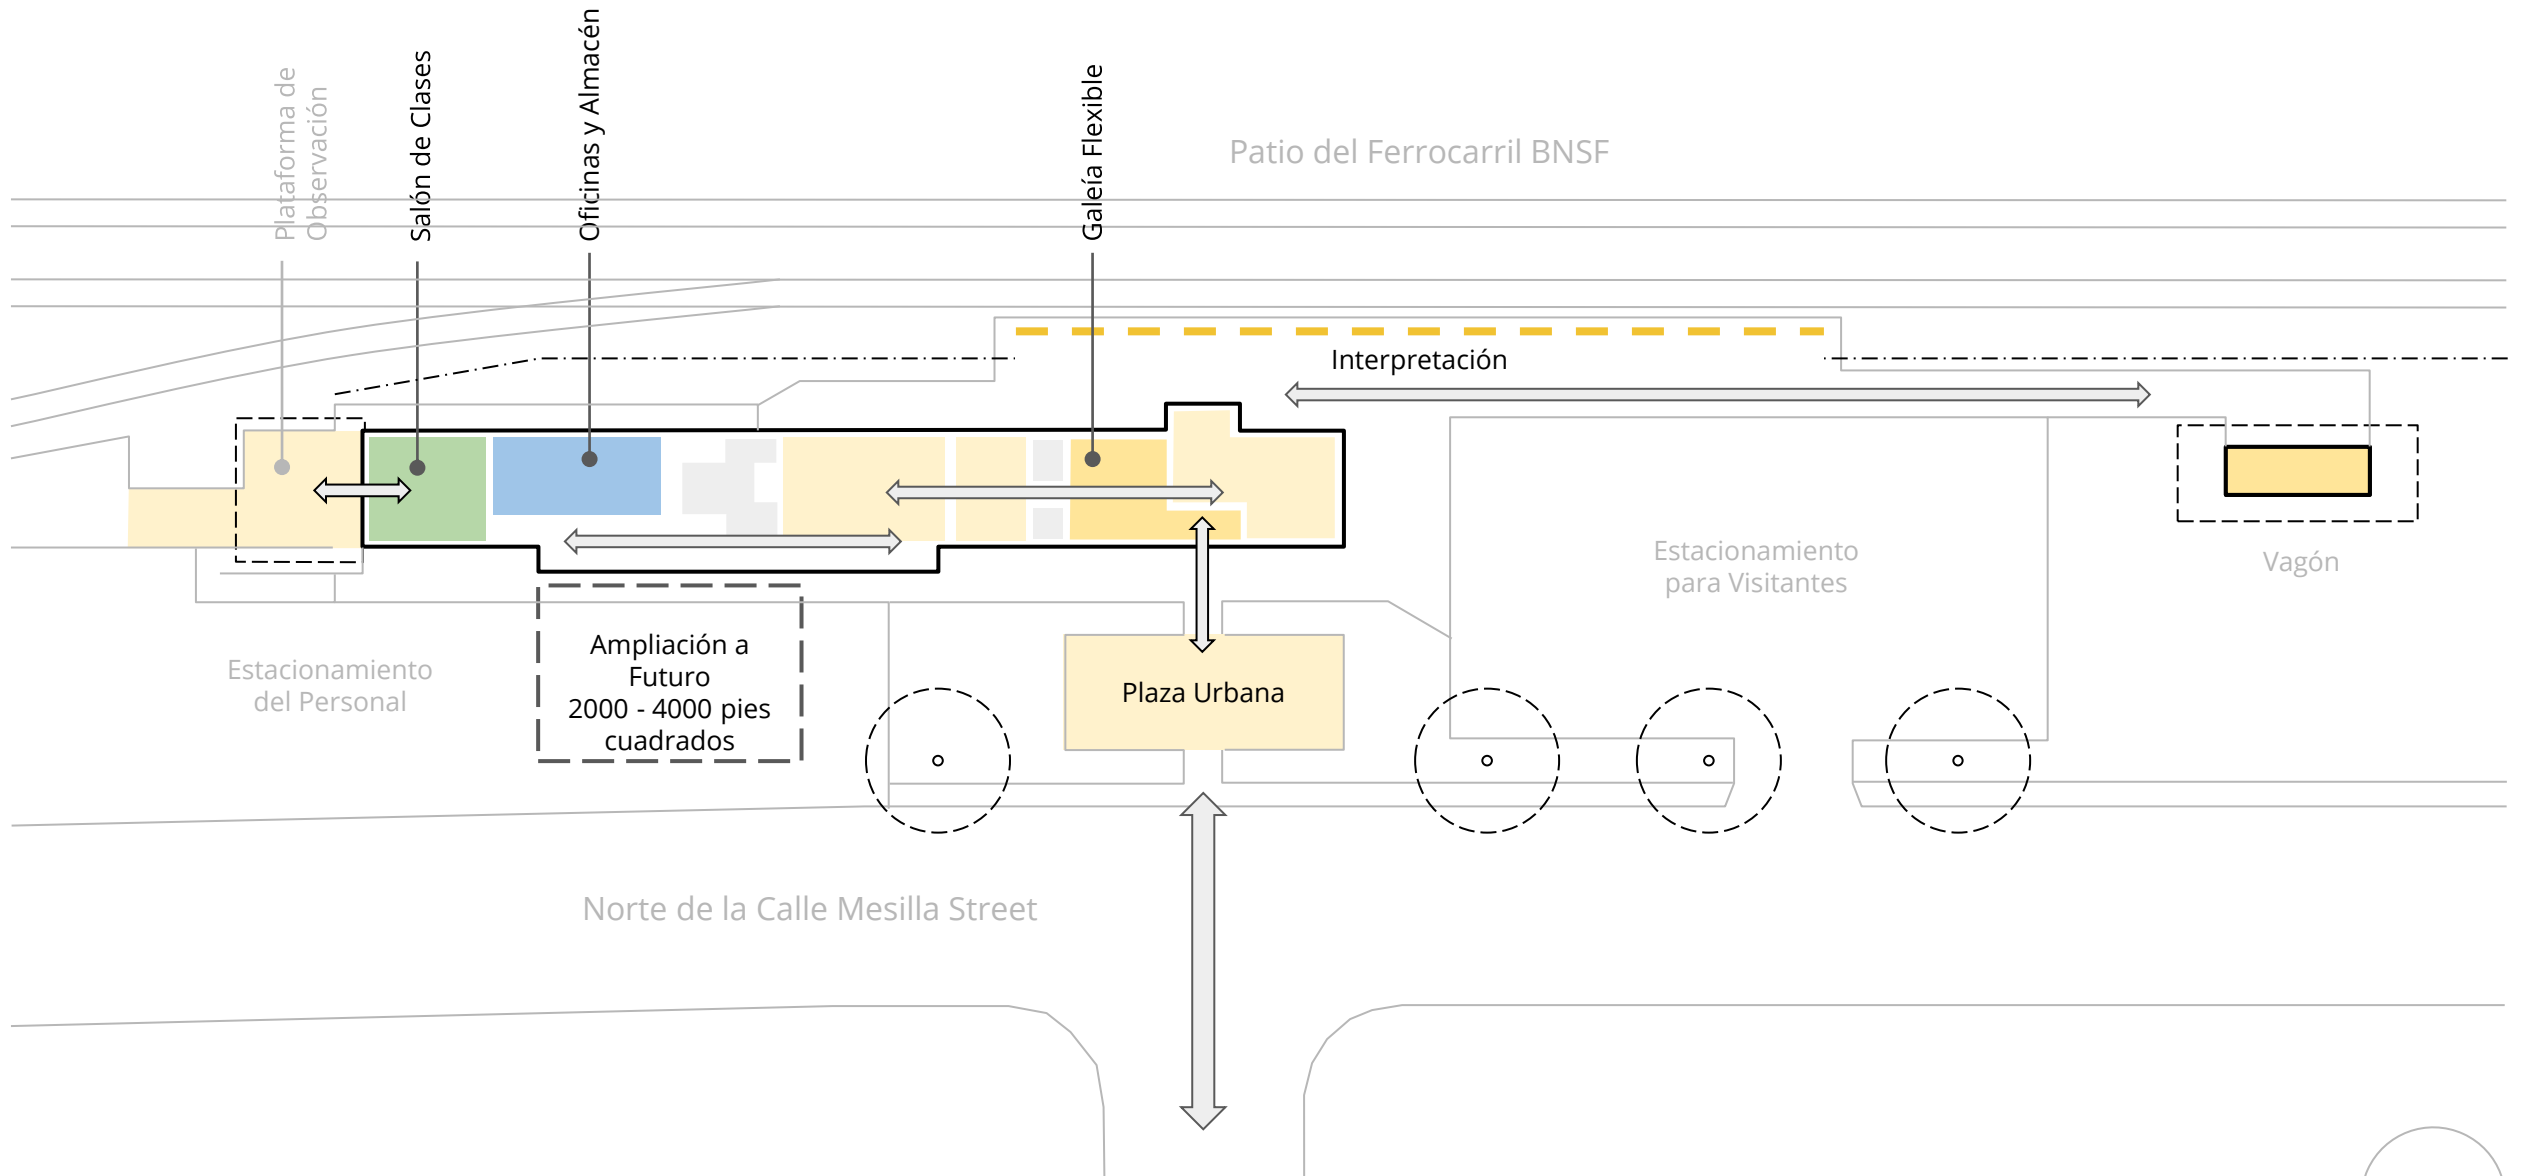 Plataforma de
Observación
Salón de Clases
Oficinas y Almacén
Galeía Flexible
Patio del Ferrocarril BNSF
Interpretación
Estacionamiento
para Visitantes
Vagón
Ampliación a
Futuro
2000 - 4000 pies
cuadrados
Estacionamiento
del Personal
Plaza Urbana
Norte de la Calle Mesilla Street